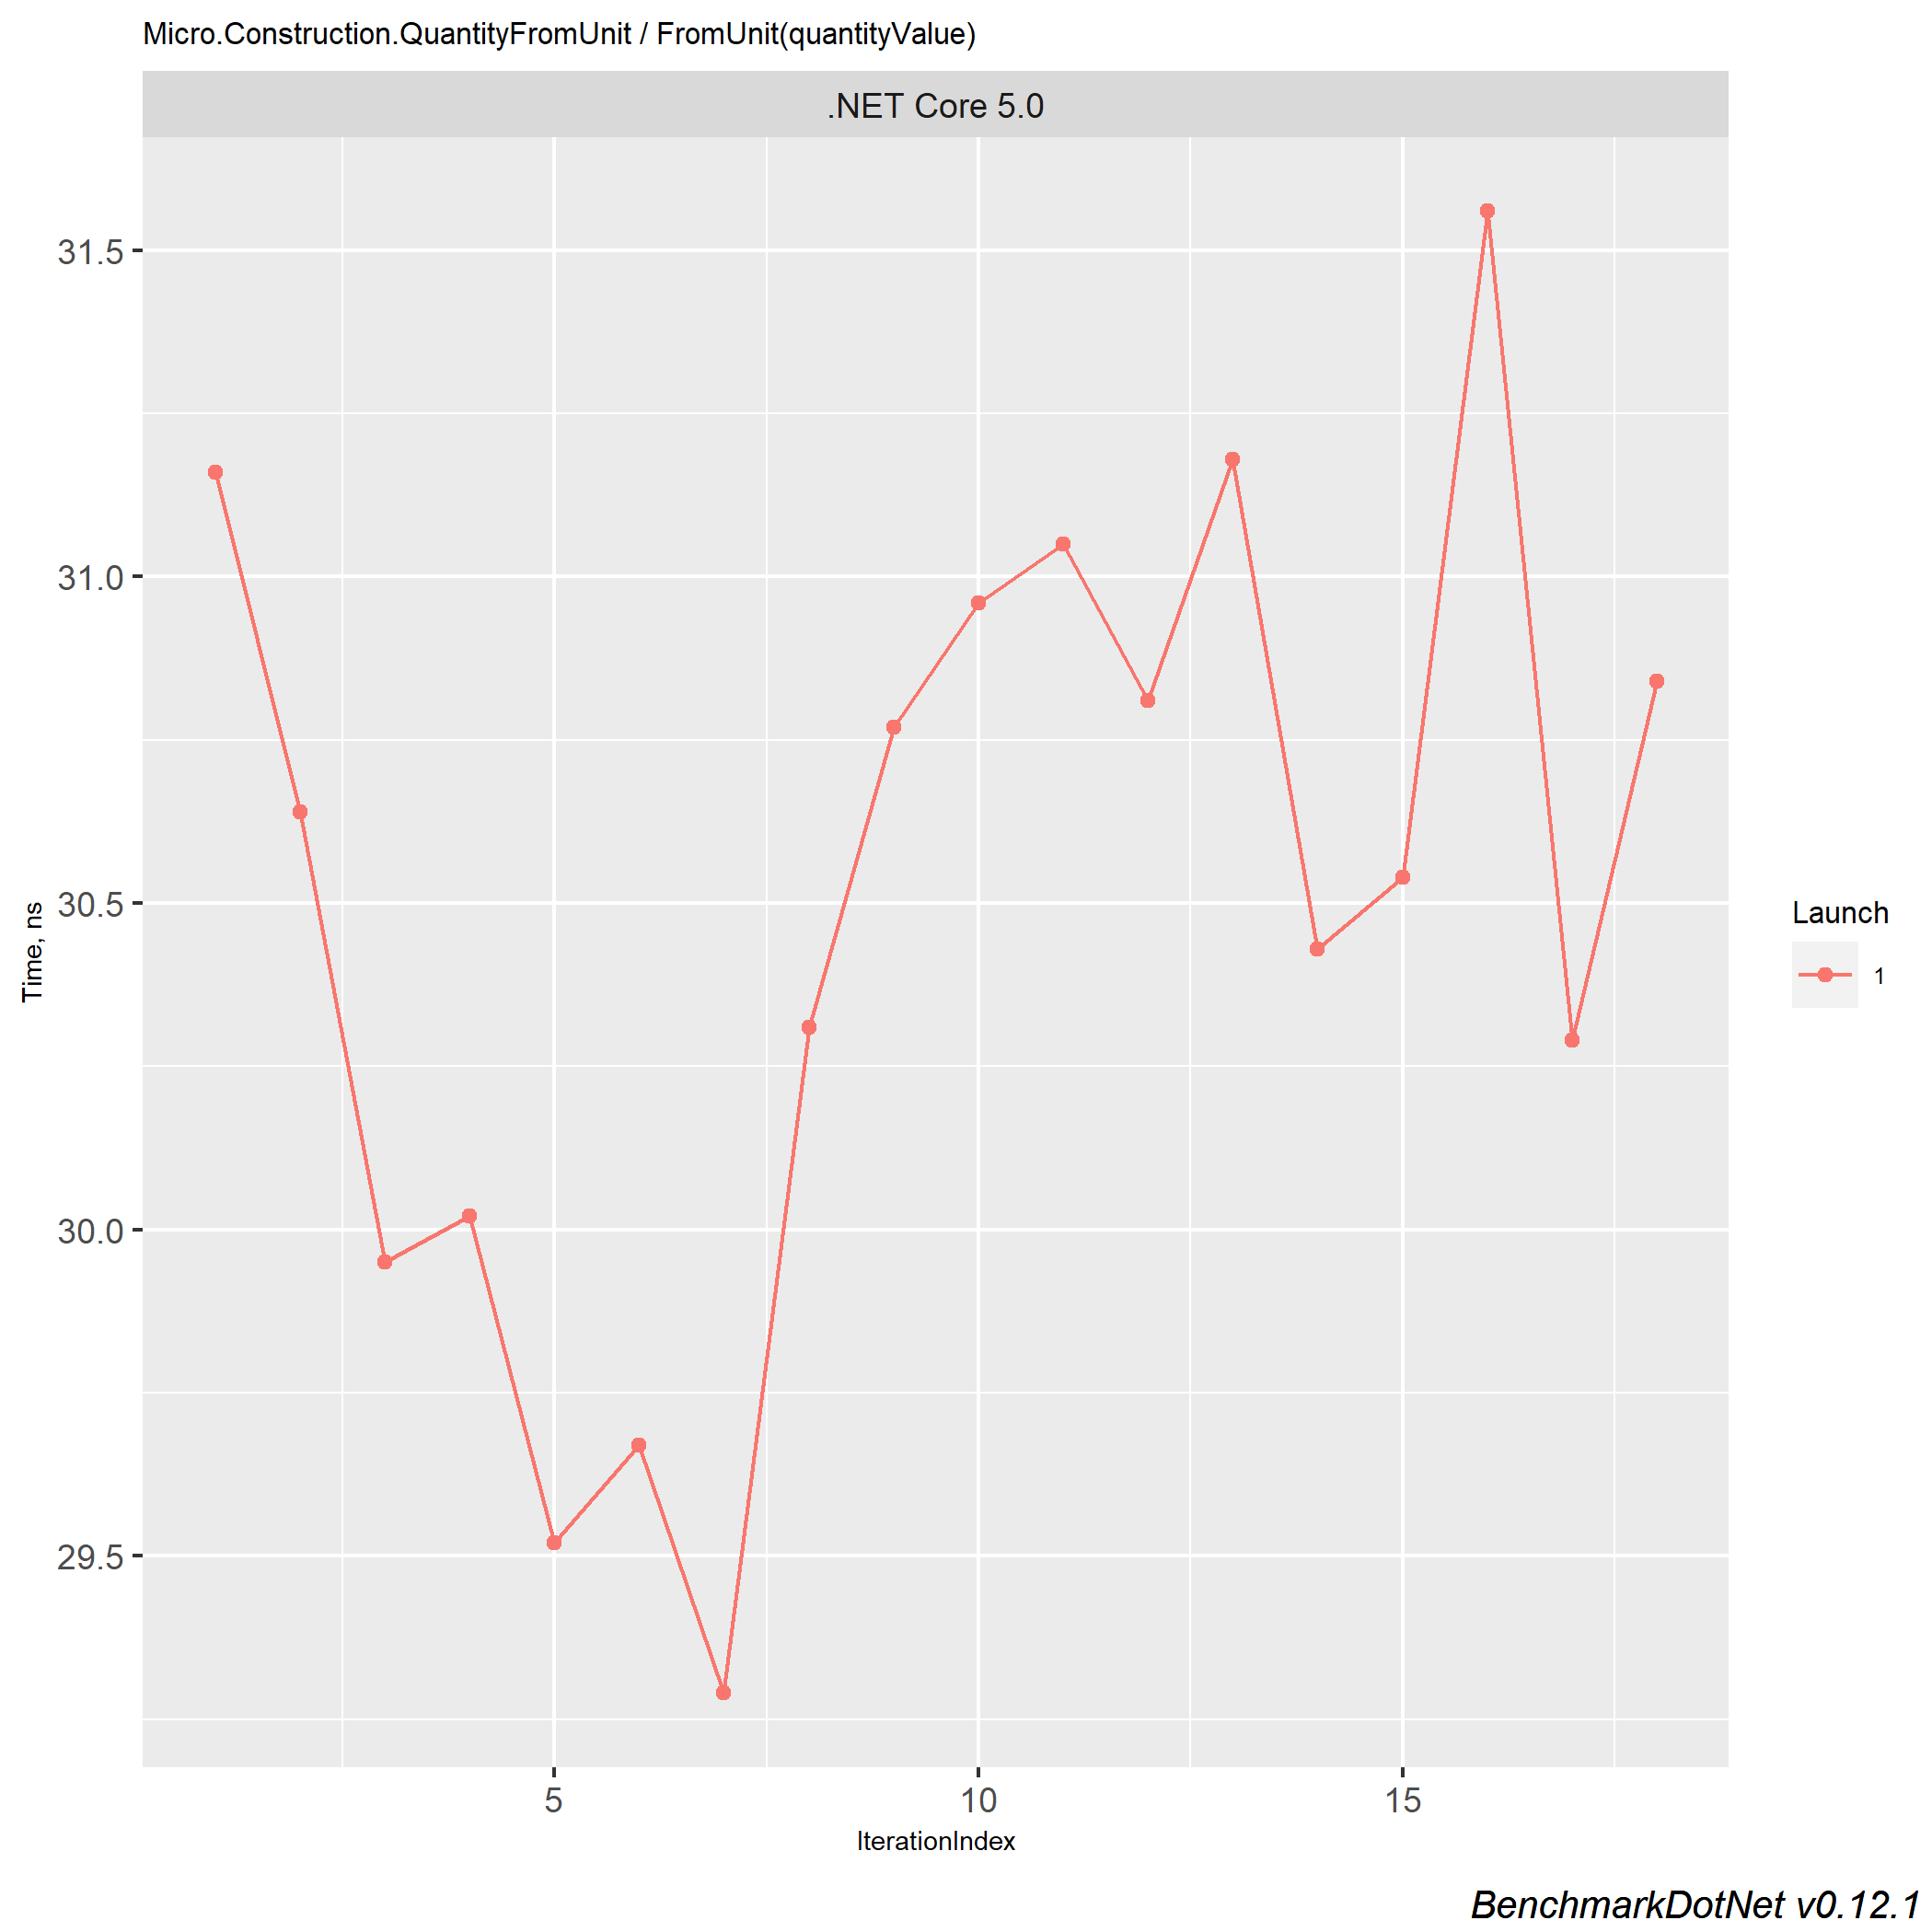 Micro.Construction.QuantityFromUnit / FromUnit(quantityValue)
.NET Core 5.0
31.5
31.0
30.5
30.0
29.5
Time, ns
5 10 15
IterationIndex
Launch
1
BenchmarkDotNet v0.12.1